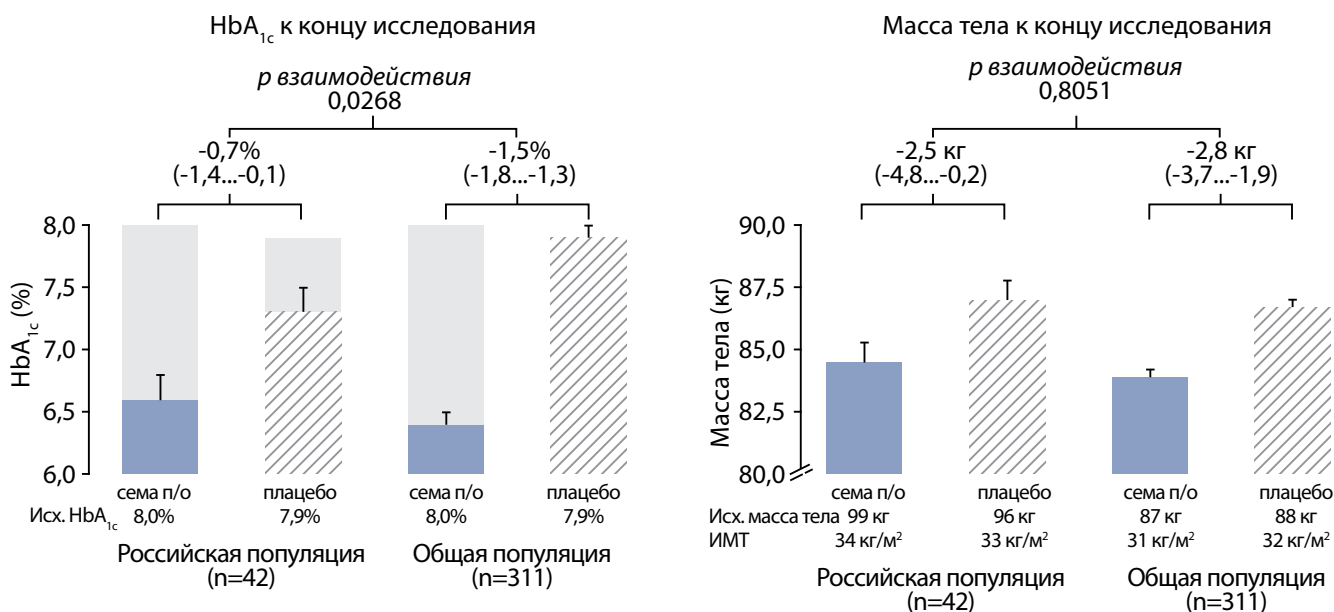 HbA1c к концу исследования
p взаимодействия
0,0268
-0,7%
(-1,4...-0,1)
-1,5%
(-1,8...-1,3)
HbA1c (%)
8,0
7,5
7,0
6,5
6,0
сема п/о плацебо сема п/о плацебо
Исх. HbA1c 8,0% 7,9% 8,0% 7,9%
Российская популяция
(n=42)
Общая популяция
(n=311)
Масса тела к концу исследования
p взаимодействия
0,8051
-2,5 кг
(-4,8...-0,2)
-2,8 кг
(-3,7...-1,9)
Масса тела (кг)
90,0
87,5
85,0
82,5
80,0
сема п/о плацебо сема п/о плацебо
Исх. масса тела 99 кг 96 кг 87 кг 88 кг
ИМТ 34 кг/м² 33 кг/м² 31 кг/м² 32 кг/м²
Российская популяция
(n=42)
Общая популяция
(n=311)